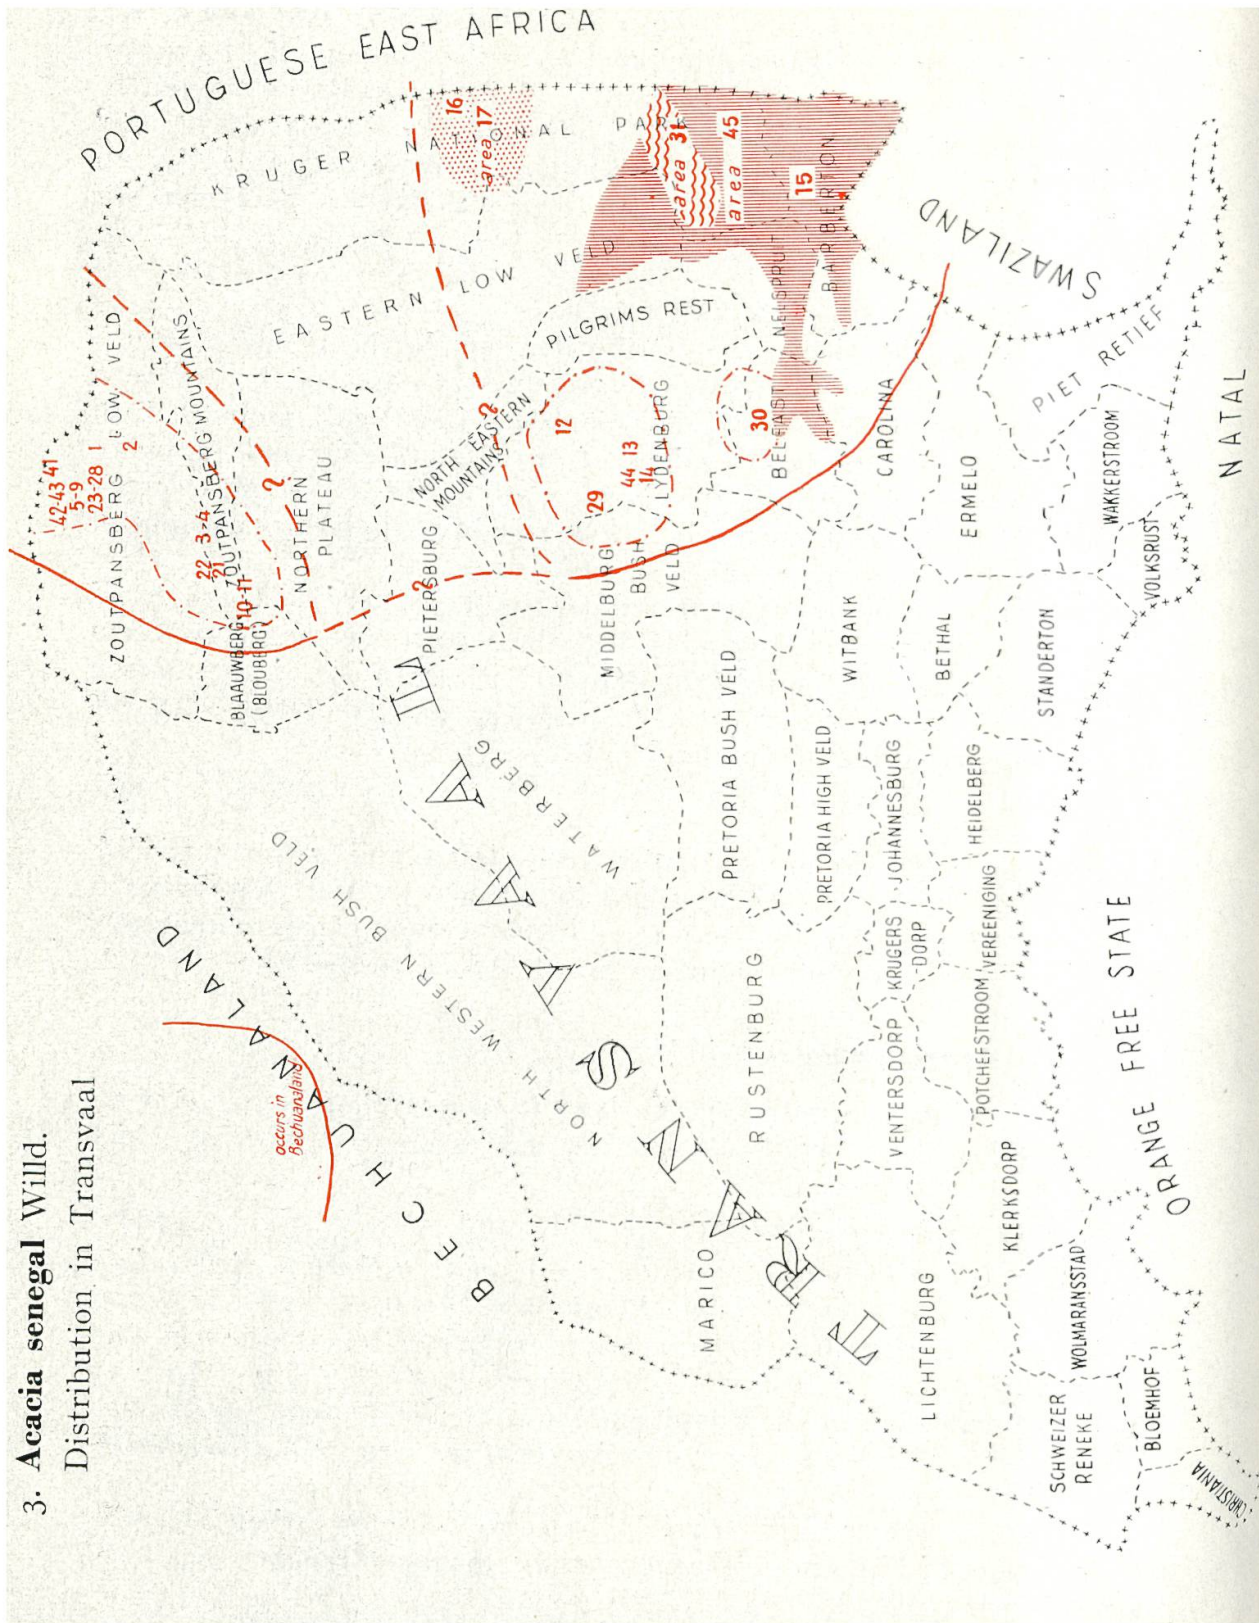 3. Acacia senegal Willd.
Distribution in Transvaal
PORTUGUESE EAST AFRICA
BECHUANALAND
occurs in
Bechuanaland
TRANSVAAL
KRUGER NATIONAL PARK
16
area 17
area 31
area 45
15
EASTERN LOW VELD
ZOUTPANSBERG LOW VELD
42-43 41
5-9
23-28 1
2
ZOUTPANSBERG MOUNTAINS
22 3-4
21
10-11
BLAAUWBERG
(BLOUBERG)
NORTHERN
PLATEAU
?
?
?
NORTH EASTERN
MOUNTAINS
PIETERSBURG
PILGRIMS REST
12
29
44 13
14
LYDENBURG
30
NELSPRUIT
BARBERTON
BELFAST
CAROLINA
SWAZILAND
MIDDELBURG
BUSH
VELD
NORTH WESTERN BUSH VELD
WATERBERG
PRETORIA BUSH VELD
PRETORIA HIGH VELD
WITBANK
BETHAL
ERMELO
PIET RETIEF
WAKKERSTROOM
VOLKSRUST
STANDERTON
HEIDELBERG
JOHANNESBURG
KRUGERS
-DORP
VEREENIGING
POTCHEFSTROOM
VENTERSDORP
RUSTENBURG
MARICO
LICHTENBURG
KLERKSDORP
WOLMARANSSTAD
SCHWEIZER
RENEKE
BLOEMHOF
CHRISTIANIA
ORANGE FREE STATE
NATAL